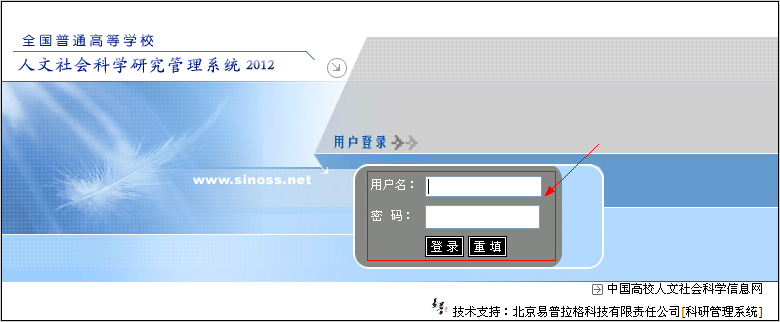 全国普通高等学校
人文社会科学研究管理系统 2012
用户登录
www.sinoss.net
用户名：
密 码：
登 录 重 填
中国高校人文社会科学信息网
技术支持：北京易普拉格科技有限责任公司[科研管理系统]